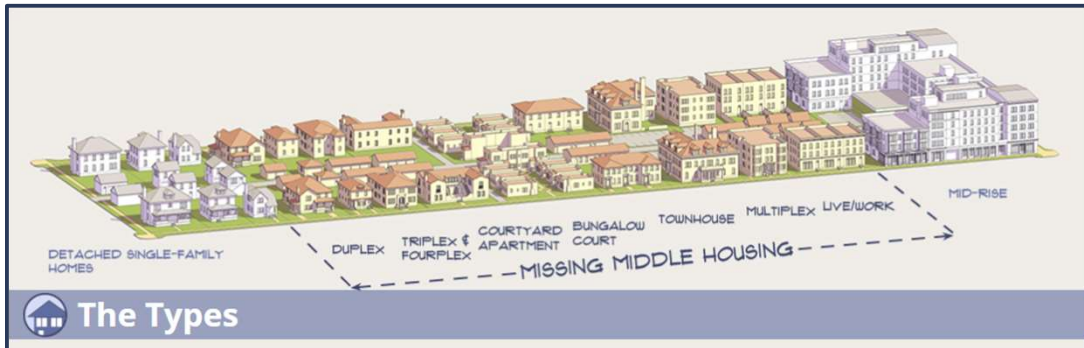 DETACHED SINGLE-FAMILY
HOMES
DUPLEX
TRIPLEX &
FOURPLEX
COURTYARD
APARTMENT
BUNGALOW
COURT
TOWNHOUSE
MULTIPLEX
LIVE/WORK
MID-RISE
MISSING MIDDLE HOUSING
The Types